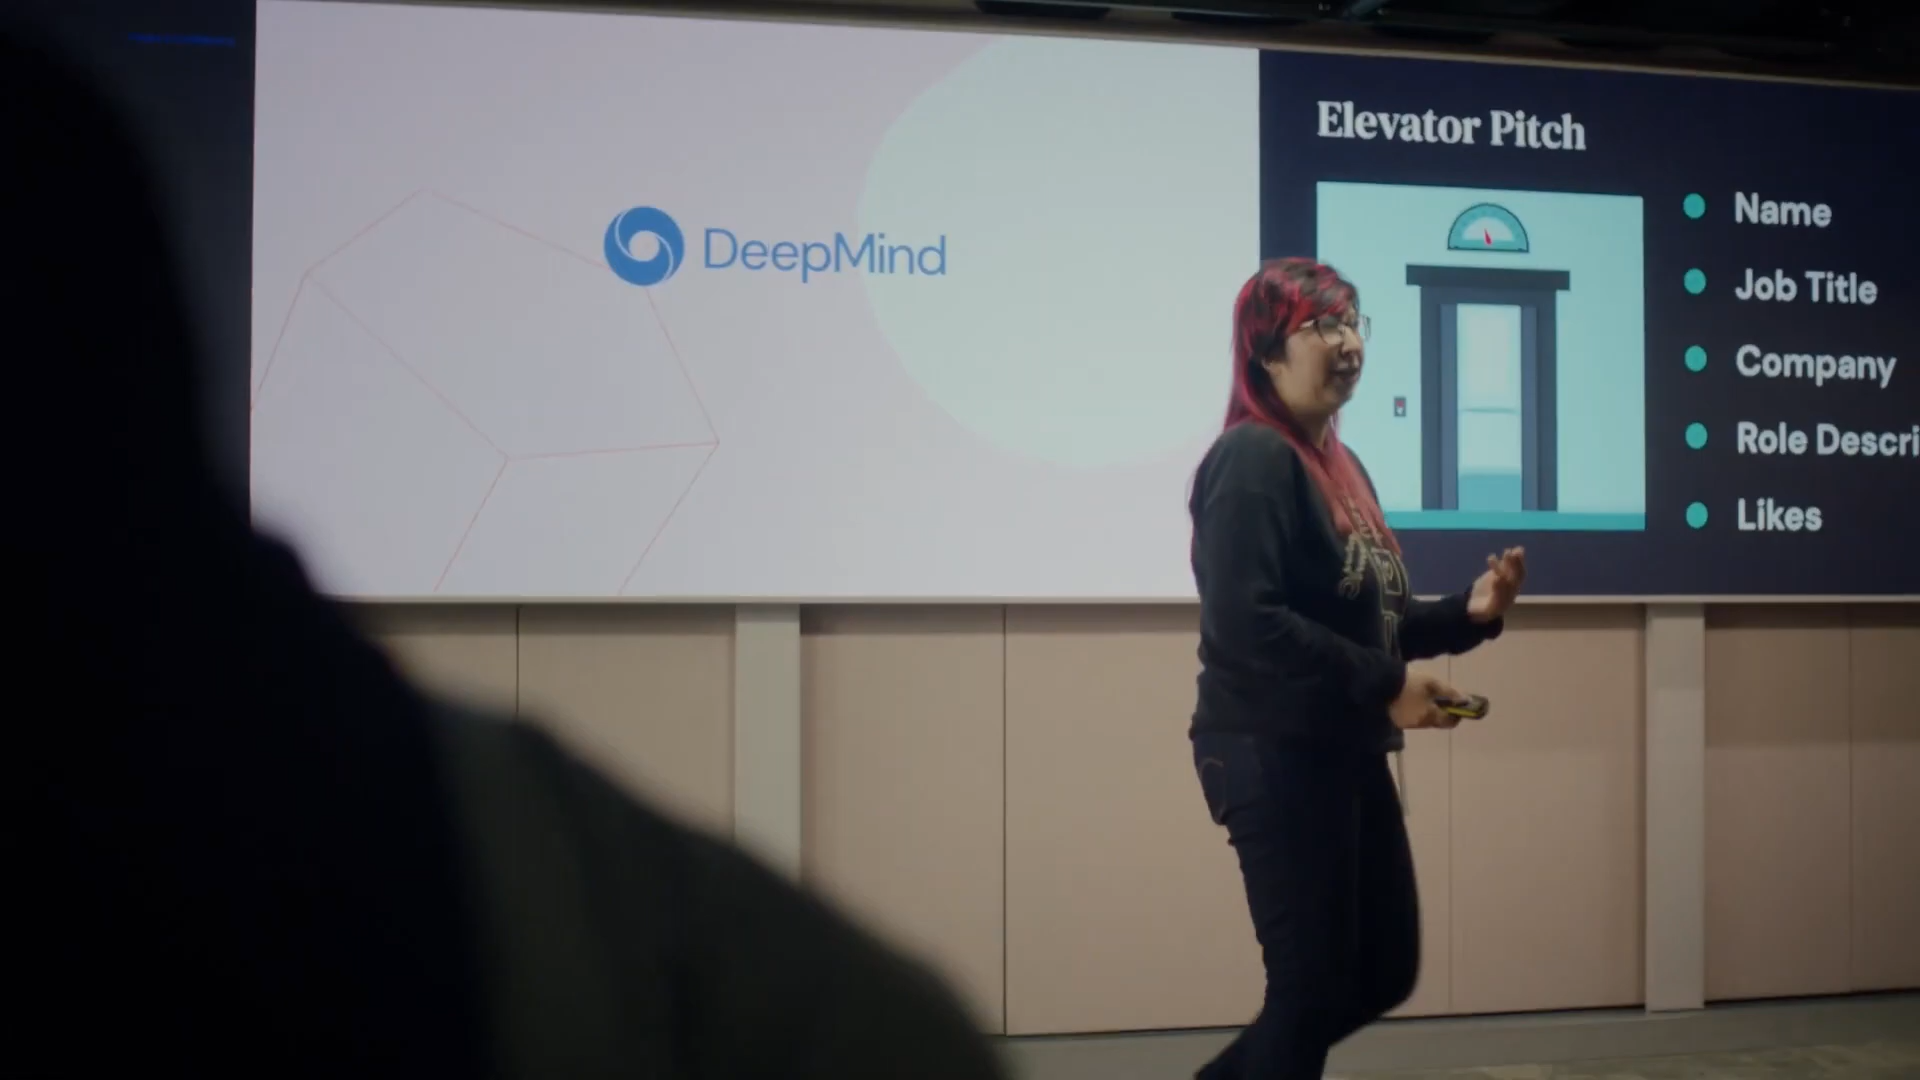 DeepMind
Elevator Pitch
Name
Job Title
Company
Role Descri
Likes